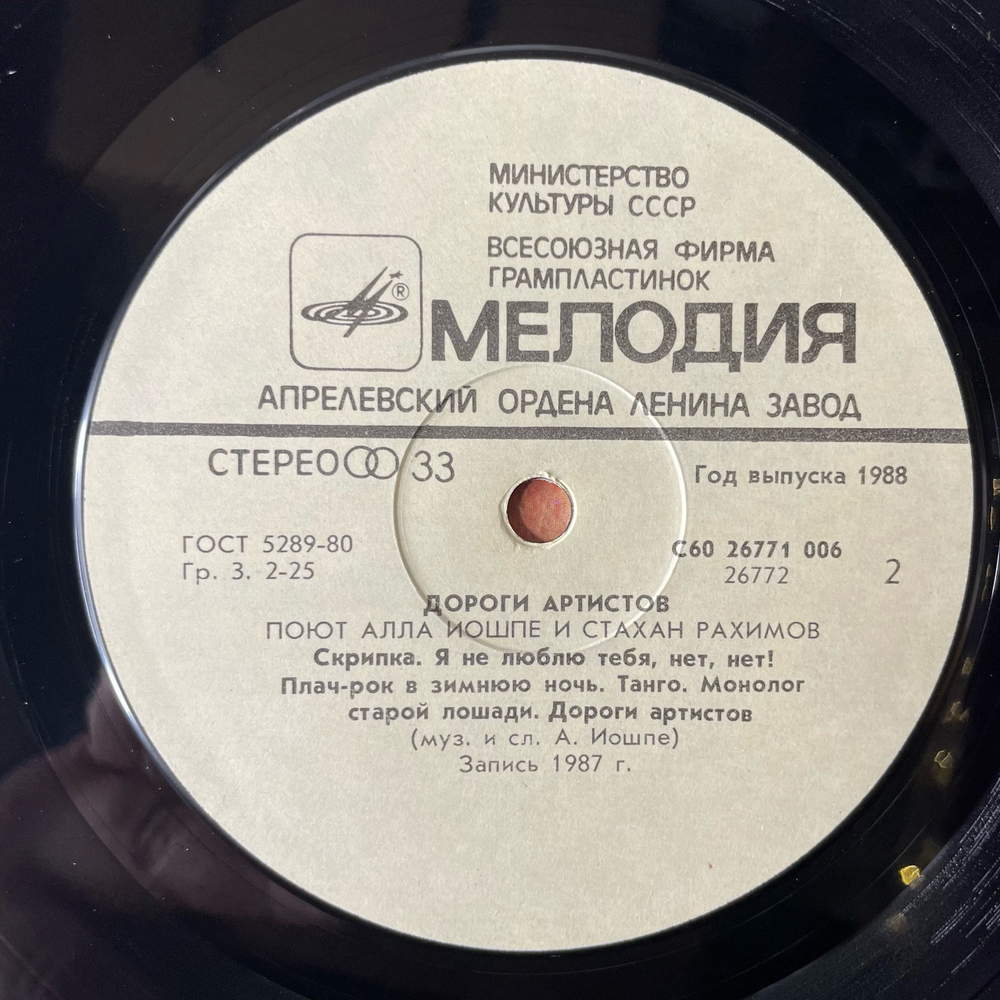 МИНИСТЕРСТВО
КУЛЬТУРЫ СССР
ВСЕСОЮЗНАЯ ФИРМА
ГРАМПЛАСТИНОК
®
МЕЛОДИЯ
АПРЕЛЕВСКИЙ ОРДЕНА ЛЕНИНА ЗАВОД
СТЕРЕО 33
Год выпуска 1988
ГОСТ 5289-80
Гр. 3. 2-25
С60 26771 006
26772
2
ДОРОГИ АРТИСТОВ
ПОЮТ АЛЛА ИОШПЕ И СТАХАН РАХИМОВ
Скрипка. Я не люблю тебя, нет, нет!
Плач-рок в зимнюю ночь. Танго. Монолог
старой лошади. Дороги артистов
(муз. и сл. А. Иошпе)
Запись 1987 г.